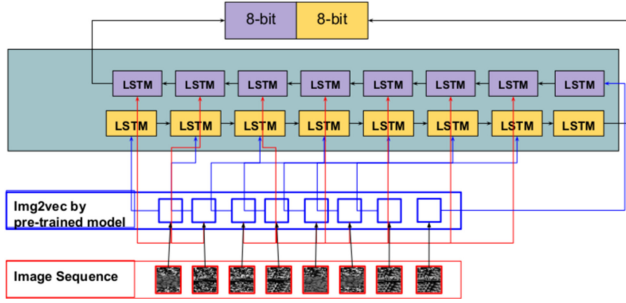 8-bit 8-bit
LSTM LSTM LSTM LSTM LSTM LSTM LSTM LSTM
LSTM LSTM LSTM LSTM LSTM LSTM LSTM LSTM
Img2vec by
pre-trained model
Image Sequence